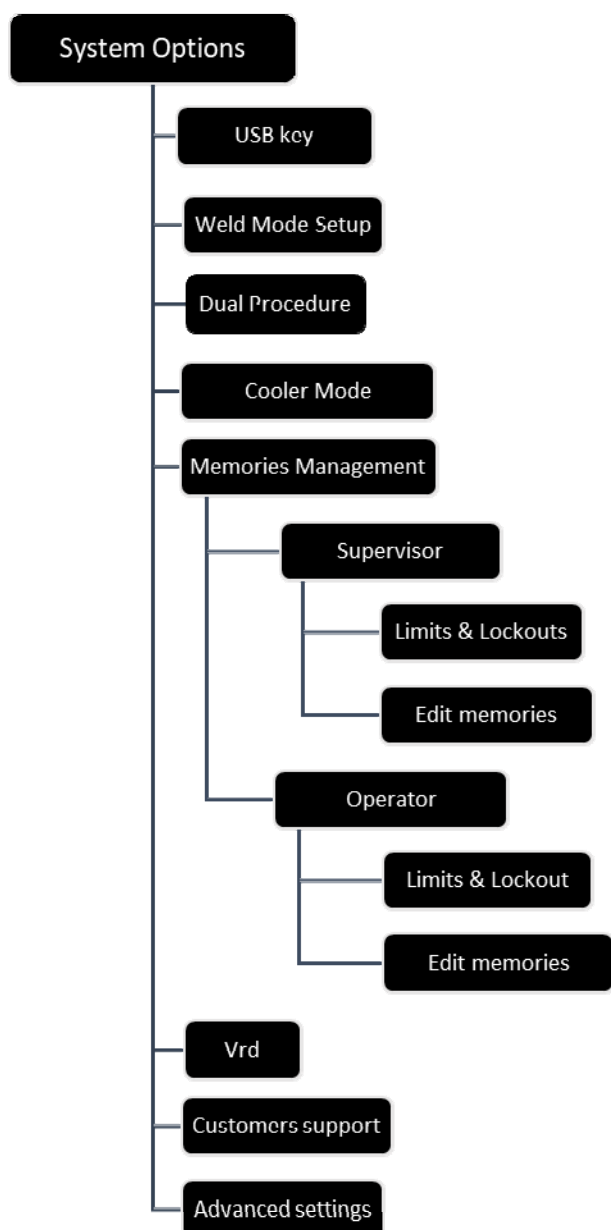 System Options
USB key
Weld Mode Setup
Dual Procedure
Cooler Mode
Memories Management
Supervisor
Limits & Lockouts
Edit memories
Operator
Limits & Lockout
Edit memories
Vrd
Customers support
Advanced settings